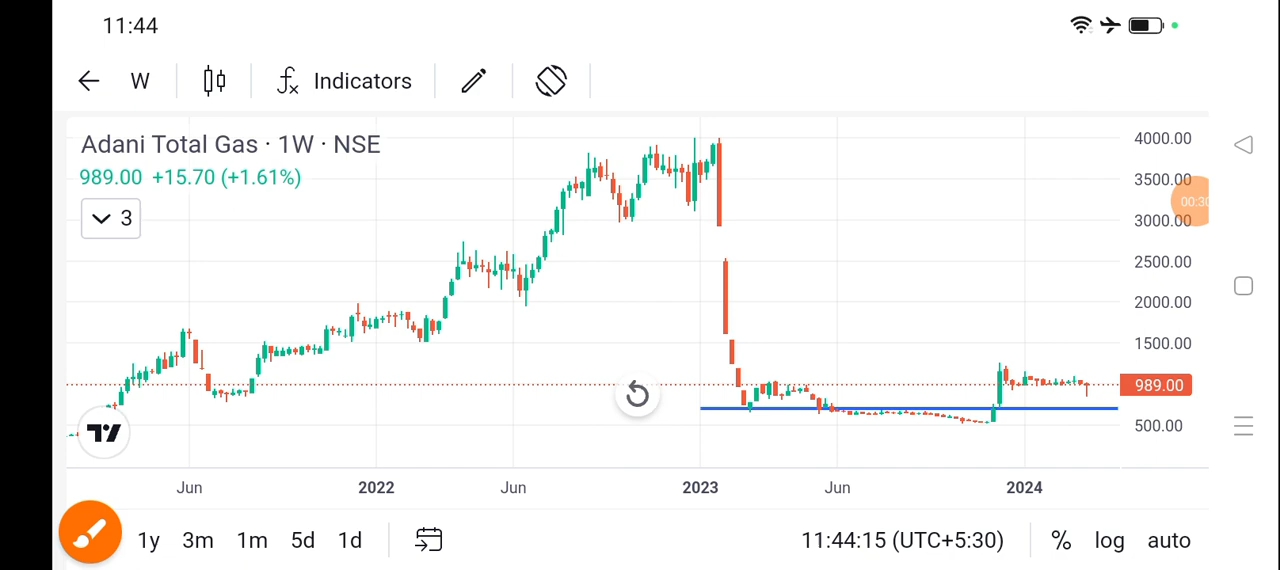 11:44
W Indicators
Adani Total Gas · 1W · NSE
989.00 +15.70 (+1.61%)
3
4000.00
3500.00
00:30
3000.00
2500.00
2000.00
1500.00
989.00
500.00
Jun 2022 Jun 2023 Jun 2024
1y 3m 1m 5d 1d 11:44:15 (UTC+5:30) % log auto